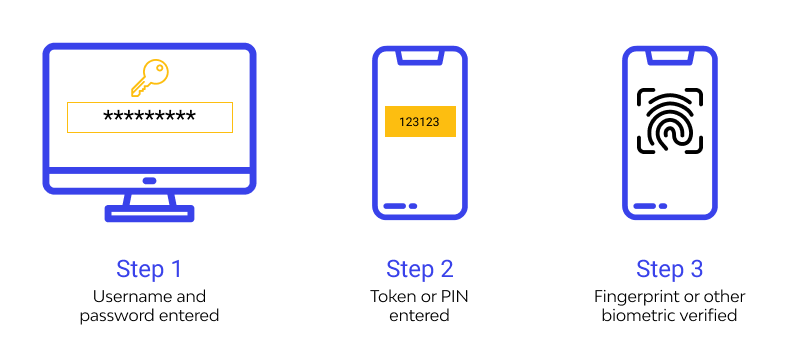 *********
123123
Step 1
Username and
password entered
Step 2
Token or PIN
entered
Step 3
Fingerprint or other
biometric verified